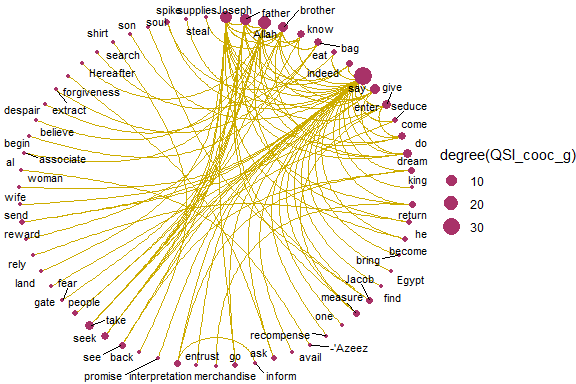 spike
supplies
Joseph
father
brother
Allah
know
bag
eat
indeed
say
give
enter
seduce
come
do
dream
king
return
he
become
bring
Egypt
Jacob
find
measure
one
recompense
-'Azeez
avail
ask
inform
go
merchandise
entrust
interpretation
promise
back
see
seek
take
people
fear
gate
land
rely
reward
send
wife
woman
al
associate
begin
believe
despair
extract
forgiveness
Hereafter
search
shirt
son
soul
steal
degree(QSI_cooc_g)
10
20
30